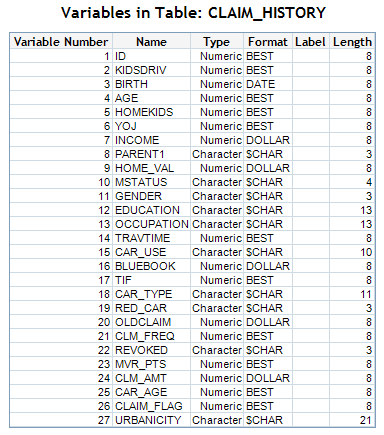 Variables in Table: CLAIM_HISTORY
Variable Number Name Type Format Label Length
1 ID Numeric BEST 8
2 KIDSDRIV Numeric BEST 8
3 BIRTH Numeric DATE 8
4 AGE Numeric BEST 8
5 HOMEKIDS Numeric BEST 8
6 YOJ Numeric BEST 8
7 INCOME Numeric DOLLAR 8
8 PARENT1 Character $CHAR 3
9 HOME_VAL Numeric DOLLAR 8
10 MSTATUS Character $CHAR 4
11 GENDER Character $CHAR 3
12 EDUCATION Character $CHAR 13
13 OCCUPATION Character $CHAR 13
14 TRAVTIME Numeric BEST 8
15 CAR_USE Character $CHAR 10
16 BLUEBOOK Numeric DOLLAR 8
17 TIF Numeric BEST 8
18 CAR_TYPE Character $CHAR 11
19 RED_CAR Character $CHAR 3
20 OLDCLAIM Numeric DOLLAR 8
21 CLM_FREQ Numeric BEST 8
22 REVOKED Character $CHAR 3
23 MVR_PTS Numeric BEST 8
24 CLM_AMT Numeric DOLLAR 8
25 CAR_AGE Numeric BEST 8
26 CLAIM_FLAG Numeric BEST 8
27 URBANICITY Character $CHAR 21